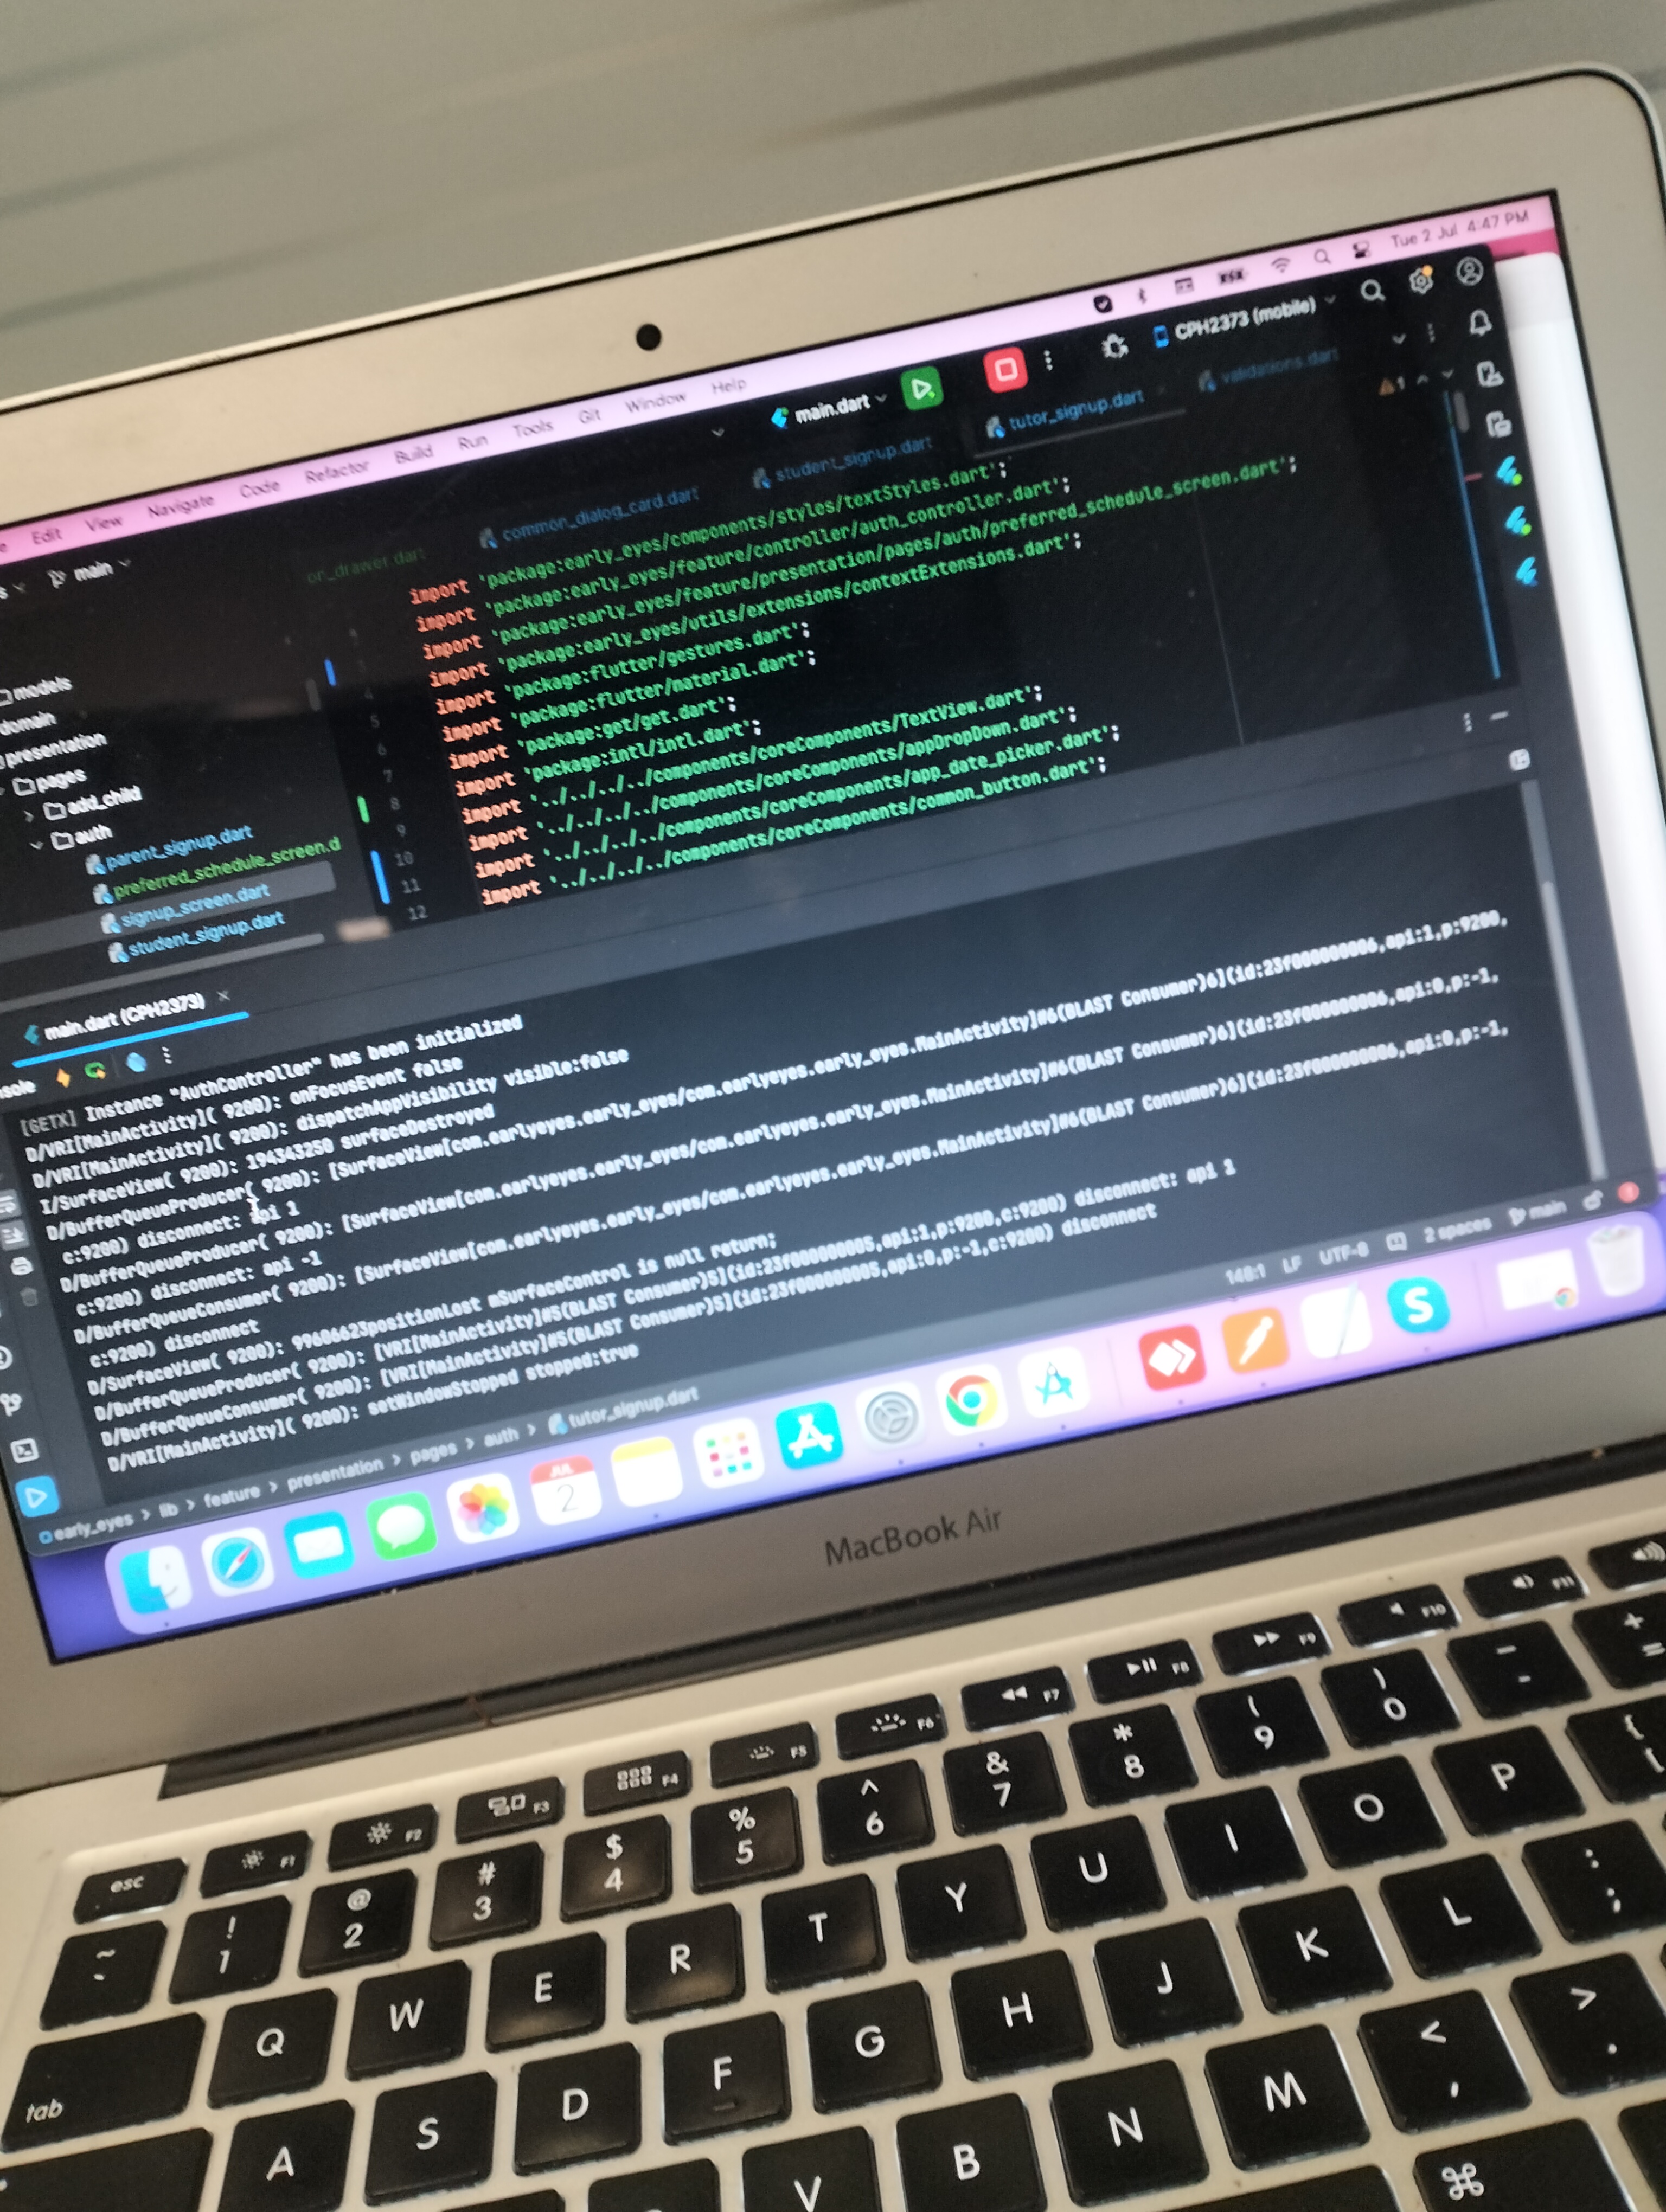 Tue 2 Jul 4:47 PM
Edit View Navigate Code Refactor Build Run Tools Git Window Help
main
main.dart
CPH2373 (mobile)
on_drawer.dart
common_dialog_card.dart
student_signup.dart
tutor_signup.dart
validations.dart
1
models
domain
presentation
pages
add_child
auth
parent_signup.dart
preferred_schedule_screen.d
signup_screen.dart
student_signup.dart
import 'package:early_eyes/components/styles/textStyles.dart';
import 'package:early_eyes/feature/controller/auth_controller.dart';
import 'package:early_eyes/feature/presentation/pages/auth/preferred_schedule_screen.dart';
import 'package:early_eyes/utils/extensions/contextExtensions.dart';
4 import 'package:flutter/gestures.dart';
5 import 'package:flutter/material.dart';
6 import 'package:get/get.dart';
7 import 'package:intl/intl.dart';
8 import '../../../../components/coreComponents/TextView.dart';
9 import '../../../../components/coreComponents/appDropDown.dart';
10 import '../../../../components/coreComponents/app_date_picker.dart';
11 import '../../../../components/coreComponents/common_button.dart';
12
main.dart (CPH2373)
[GETX] Instance "AuthController" has been initialized
D/VRI[MainActivity]( 9200): onFocusEvent false
D/VRI[MainActivity]( 9200): dispatchAppVisibility visible:false
I/SurfaceView( 9200): 194343250 surfaceDestroyed
D/BufferQueueProducer( 9200): [SurfaceView[com.earlyeyes.early_eyes/com.earlyeyes.early_eyes.MainActivity]#6(BLAST Consumer)6](id:23f000000006,api:1,p:9200,
c:9200) disconnect: api 1
D/BufferQueueProducer( 9200): [SurfaceView[com.earlyeyes.early_eyes/com.earlyeyes.early_eyes.MainActivity]#6(BLAST Consumer)6](id:23f000000006,api:0,p:-1,
c:9200) disconnect: api -1
D/BufferQueueConsumer( 9200): [SurfaceView[com.earlyeyes.early_eyes/com.earlyeyes.early_eyes.MainActivity]#6(BLAST Consumer)6](id:23f000000006,api:0,p:-1,
c:9200) disconnect
D/SurfaceView( 9200): 99606623positionLost mSurfaceControl is null return;
D/BufferQueueProducer( 9200): [VRI[MainActivity]#5(BLAST Consumer)5](id:23f000000005,api:1,p:9200,c:9200) disconnect: api 1
D/BufferQueueConsumer( 9200): [VRI[MainActivity]#5(BLAST Consumer)5](id:23f000000005,api:0,p:-1,c:9200) disconnect
D/VRI[MainActivity]( 9200): setWindowStopped stopped:true
early_eyes > lib > feature > presentation > pages > auth > tutor_signup.dart
148:1 LF UTF-8 2 spaces main
JUL
2
S
MacBook Air
esc F1 F2 F3 F4 F5 F6 F7 F8 F9 F10 F11
~ ! @ # $ % ^ & * ( ) + =
1 2 3 4 5 6 7 8 9 0 -
tab Q W E R T Y U I O P { [
A S D F G H J K L : ;
V B N M < , > .
⌘